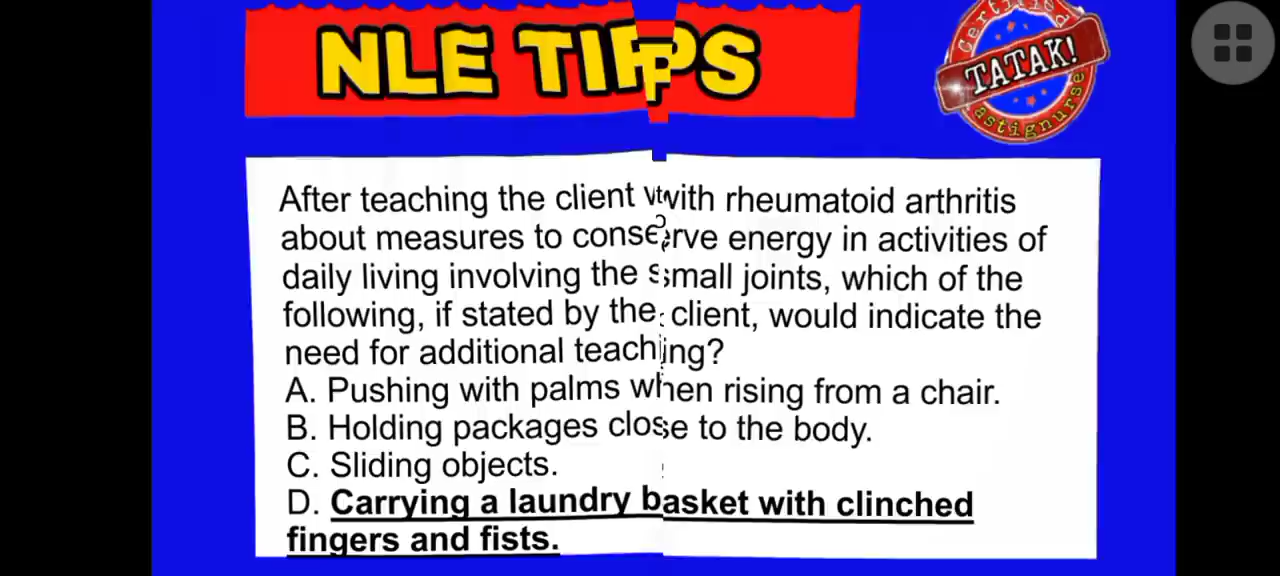 NLE TIPS
Certified
TATAK!
astignurse
After teaching the client with rheumatoid arthritis
about measures to conserve energy in activities of
daily living involving the small joints, which of the
following, if stated by the client, would indicate the
need for additional teaching?
A. Pushing with palms when rising from a chair.
B. Holding packages close to the body.
C. Sliding objects.
D. Carrying a laundry basket with clinched
fingers and fists.